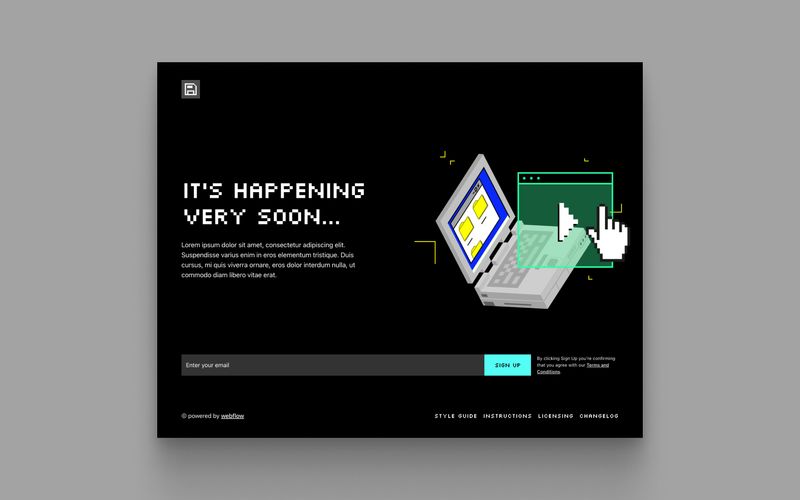 IT'S HAPPENING
VERY SOON...
Lorem ipsum dolor sit amet, consectetur adipiscing elit.
Suspendisse varius enim in eros elementum tristique. Duis
cursus, mi quis viverra ornare, eros dolor interdum nulla, ut
commodo diam libero vitae erat.
Enter your email
SIGN UP
By clicking Sign Up you're confirming
that you agree with our Terms and
Conditions.
© powered by webflow
STYLE GUIDE INSTRUCTIONS LICENSING CHANGELOG